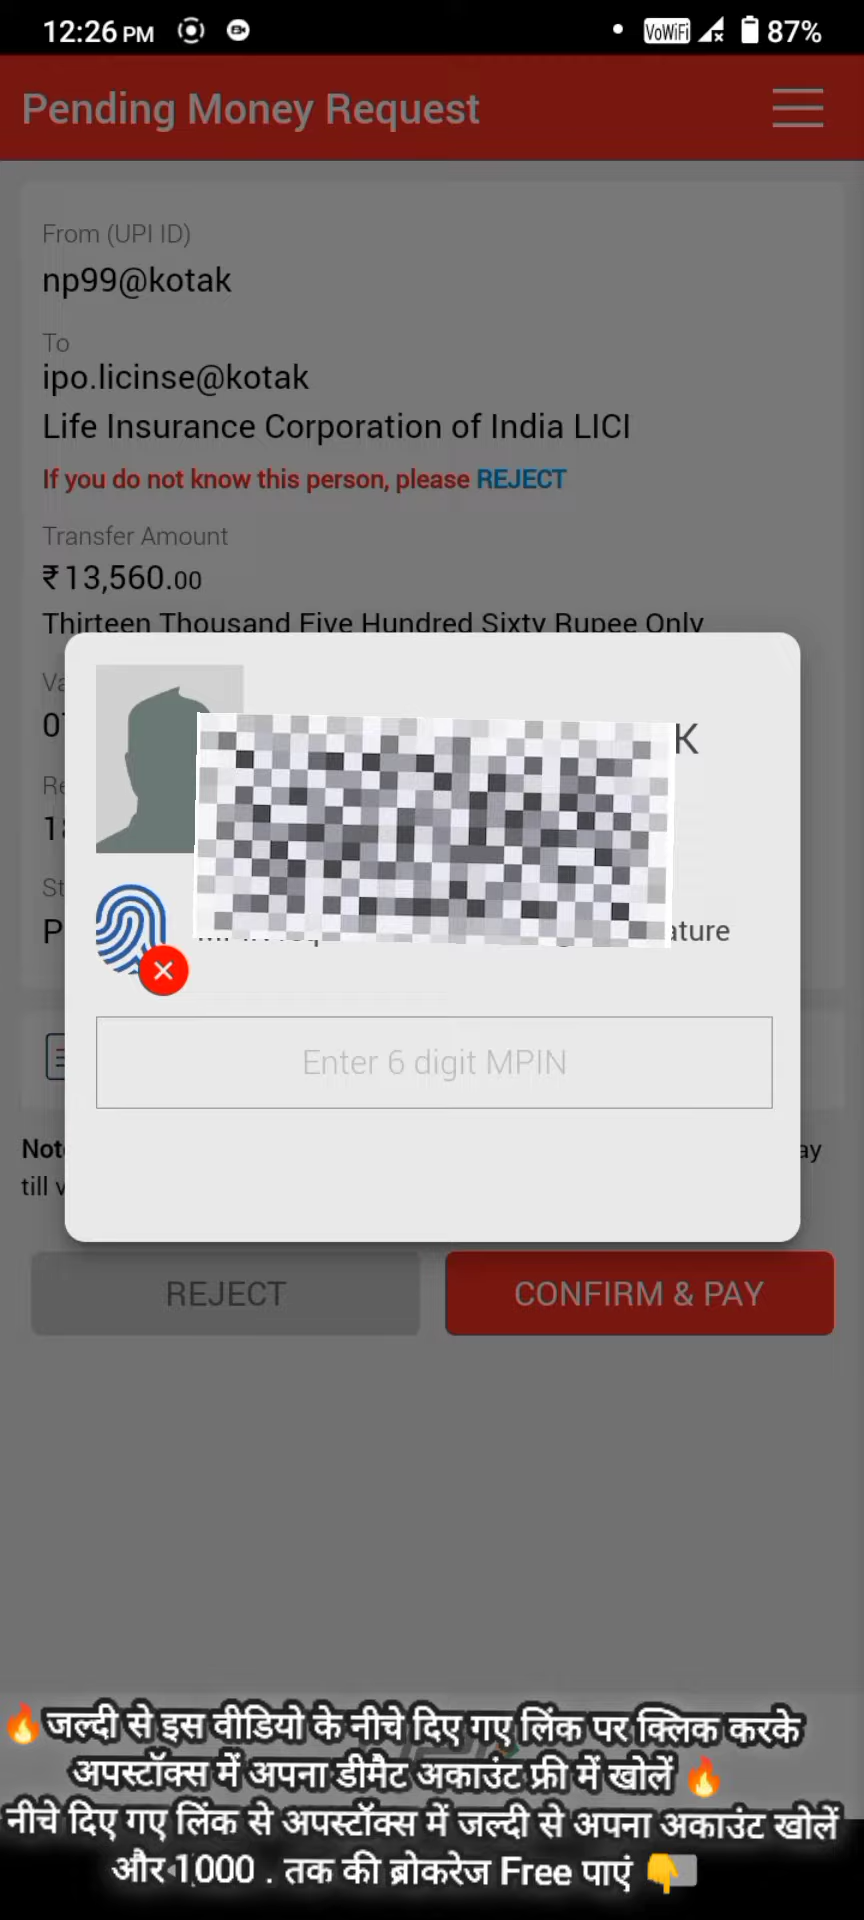 12:26 PM
VoWiFi 87%
Pending Money Request
From (UPI ID)
np99@kotak
To
ipo.licinse@kotak
Life Insurance Corporation of India LICI
If you do not know this person, please REJECT
Transfer Amount
₹13,560.00
Thirteen Thousand Five Hundred Sixty Rupee Only
K
Enter 6 digit MPIN
till
REJECT
CONFIRM & PAY
🔥जल्दी से इस वीडियो के नीचे दिए गए लिंक पर क्लिक करके
अपस्टॉक्स में अपना डीमैट अकाउंट फ्री में खोलें 🔥
नीचे दिए गए लिंक से अपस्टॉक्स में जल्दी से अपना अकाउंट खोलें
और 1000 . तक की ब्रोकरेज Free पाएं 👇